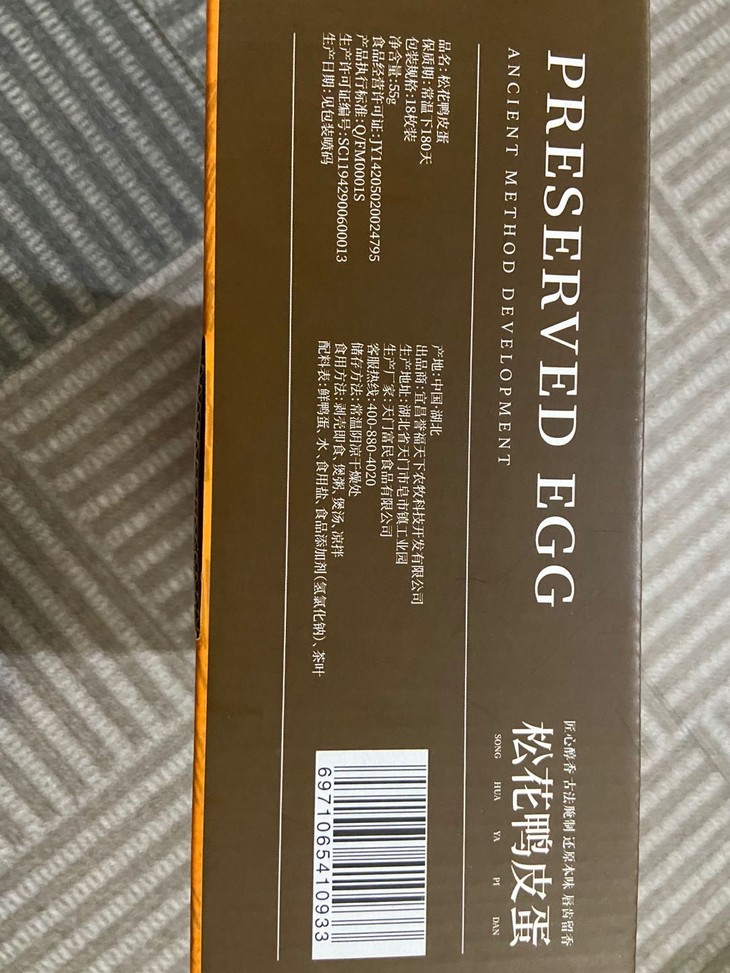 PRESERVED EGG
ANCIENT METHOD DEVELOPMENT
匠心醇香 古法腌制 还原本味 唇齿留香
松花鸭皮蛋
SONG HUA YA PI DAN
品名:松花鸭皮蛋
保质期:常温下180天
包装规格:18枚装
净含量:55g
食品经营许可证:JY14205020024795
产品执行标准:Q/FM0001S
生产许可证编号:SC11942900600013
生产日期:见包装喷码
产地:中国·湖北
出品商:宜昌誉福天下农牧科技开发有限公司
生产地址:湖北省天门市皂市镇工业园
生产厂家:天门富民食品有限公司
客服热线:400-880-4020
储存方法:常温阴凉干燥处
食用方法:剥壳即食、煲粥、煲汤、凉拌
配料表:鲜鸭蛋、水、食用盐、食品添加剂(氢氧化钠)、茶叶
6971065410933